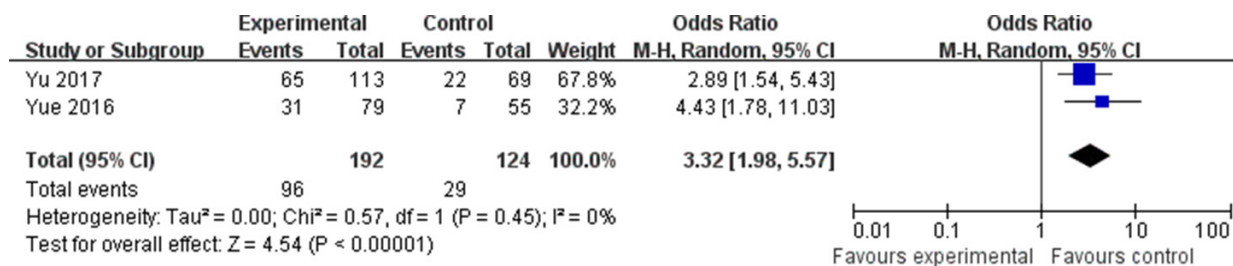 Experimental Control Odds Ratio Odds Ratio
Study or Subgroup Events Total Events Total Weight M-H, Random, 95% CI M-H, Random, 95% CI
Yu 2017 65 113 22 69 67.8% 2.89 [1.54, 5.43]
Yue 2016 31 79 7 55 32.2% 4.43 [1.78, 11.03]
Total (95% CI) 192 124 100.0% 3.32 [1.98, 5.57]
Total events 96 29
Heterogeneity: Tau² = 0.00; Chi² = 0.57, df = 1 (P = 0.45); I² = 0%
Test for overall effect: Z = 4.54 (P < 0.00001)
0.01 0.1 1 10 100
Favours experimental Favours control